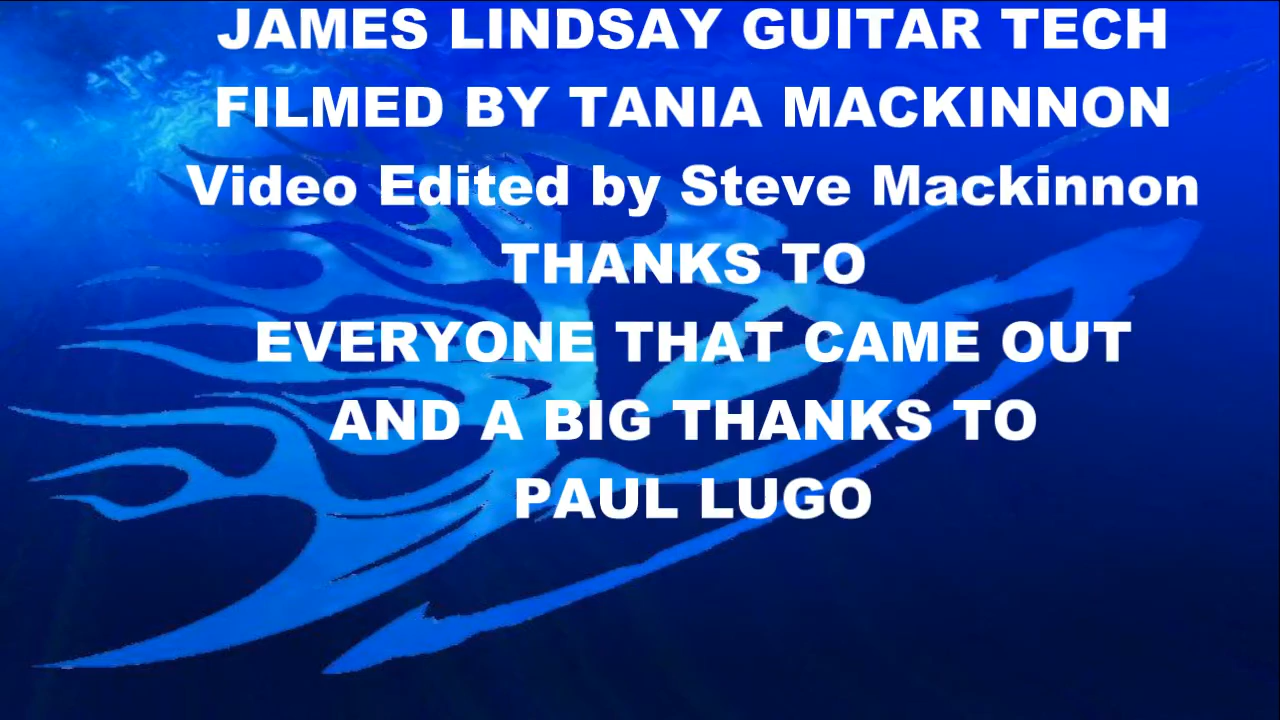 JAMES LINDSAY GUITAR TECH
FILMED BY TANIA MACKINNON
Video Edited by Steve Mackinnon
THANKS TO
EVERYONE THAT CAME OUT
AND A BIG THANKS TO
PAUL LUGO